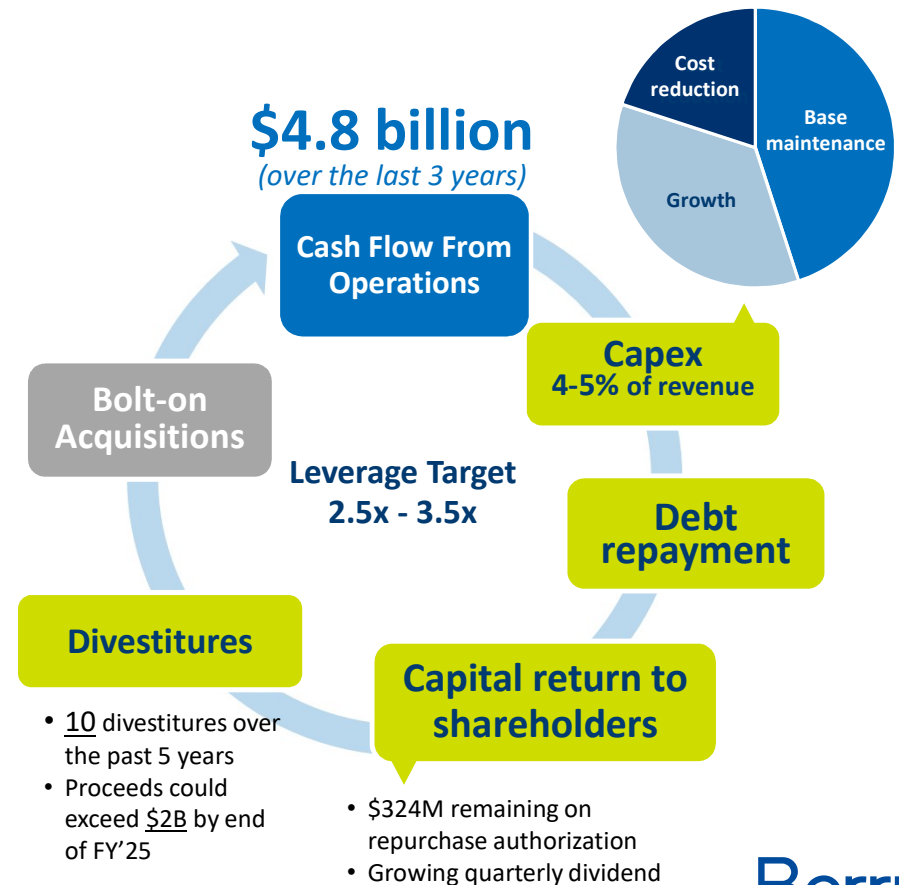 $4.8 billion
(over the last 3 years)
Cost
reduction
Base
maintenance
Growth
Cash Flow From
Operations
Capex
4-5% of revenue
Bolt-on
Acquisitions
Leverage Target
2.5x - 3.5x
Debt
repayment
Divestitures
• 10 divestitures over
the past 5 years
• Proceeds could
exceed $2B by end
of FY'25
Capital return to
shareholders
• $324M remaining on
repurchase authorization
• Growing quarterly dividend